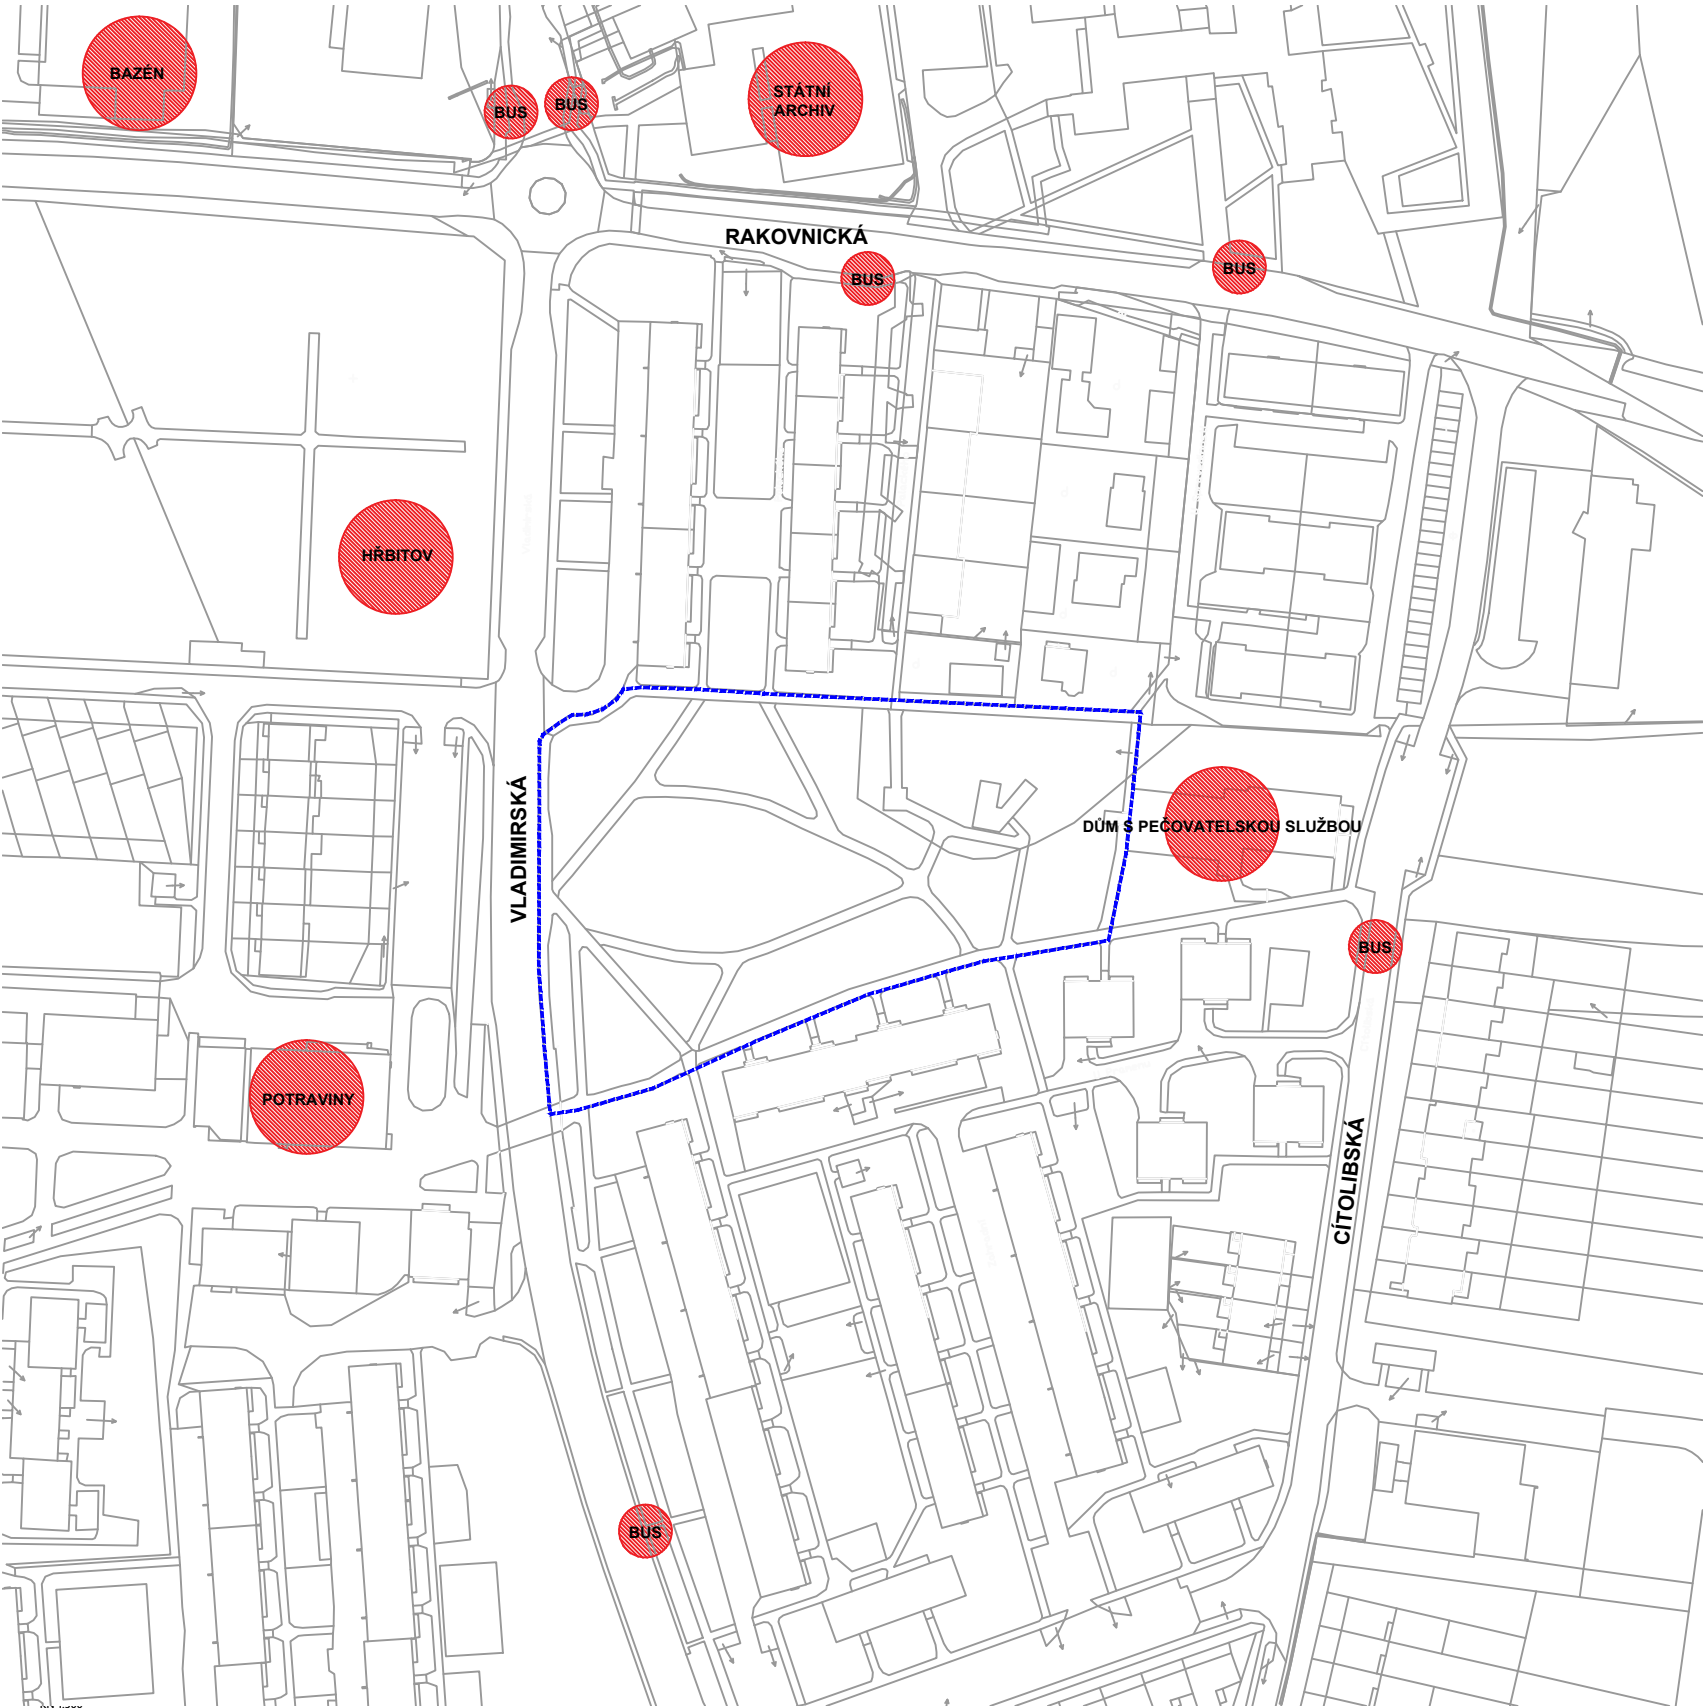 BAZÉN
BUS
BUS
STÁTNÍ
ARCHIV
RAKOVNICKÁ
BUS
BUS
HŘBITOV
VLADIMIRSKÁ
DŮM S PEČOVATELSKOU SLUŽBOU
BUS
POTRAVINY
CÍTOLIBSKÁ
BUS